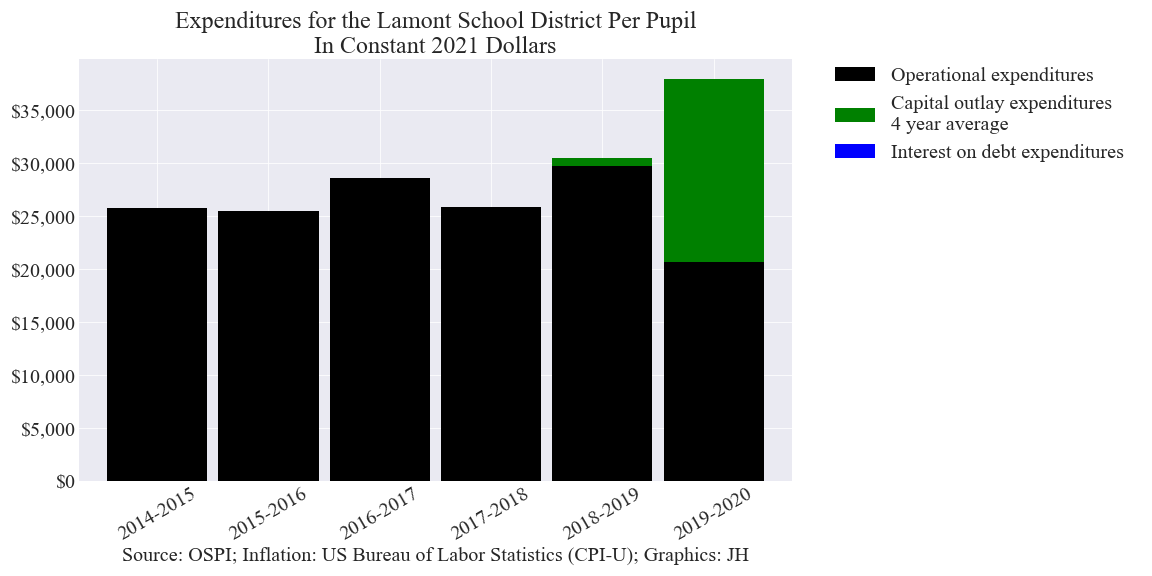 Expenditures for the Lamont School District Per Pupil
In Constant 2021 Dollars
Operational expenditures
Capital outlay expenditures
4 year average
Interest on debt expenditures
$35,000
$30,000
$25,000
$20,000
$15,000
$10,000
$5,000
$0
2014-2015
2015-2016
2016-2017
2017-2018
2018-2019
2019-2020
Source: OSPI; Inflation: US Bureau of Labor Statistics (CPI-U); Graphics: JH